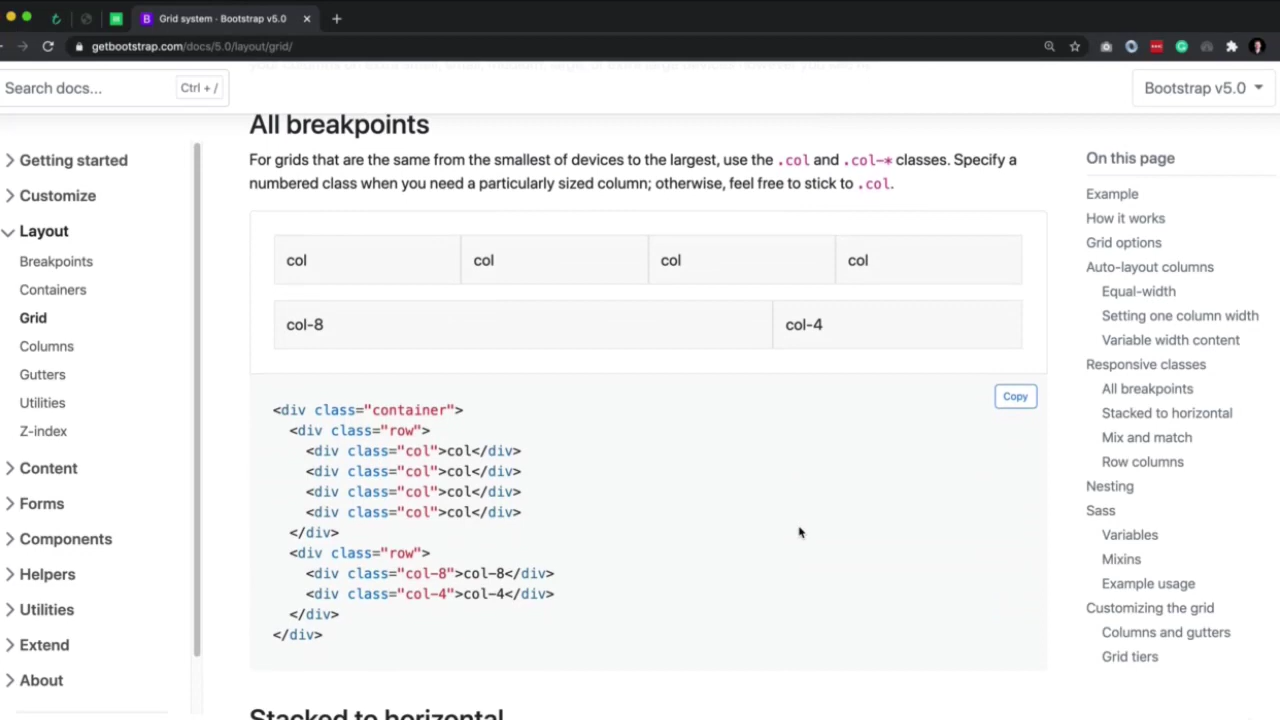 Grid system · Bootstrap v5.0
getbootstrap.com/docs/5.0/layout/grid/
Search docs...
Ctrl + /
Bootstrap v5.0
Getting started
Customize
Layout
Breakpoints
Containers
Grid
Columns
Gutters
Utilities
Z-index
Content
Forms
Components
Helpers
Utilities
Extend
About
All breakpoints
For grids that are the same from the smallest of devices to the largest, use the .col and .col-* classes. Specify a
numbered class when you need a particularly sized column; otherwise, feel free to stick to .col.
col col col col
col-8 col-4
Copy
<div class="container">
  <div class="row">
    <div class="col">col</div>
    <div class="col">col</div>
    <div class="col">col</div>
    <div class="col">col</div>
  </div>
  <div class="row">
    <div class="col-8">col-8</div>
    <div class="col-4">col-4</div>
  </div>
</div>
Stacked to horizontal
On this page
Example
How it works
Grid options
Auto-layout columns
Equal-width
Setting one column width
Variable width content
Responsive classes
All breakpoints
Stacked to horizontal
Mix and match
Row columns
Nesting
Sass
Variables
Mixins
Example usage
Customizing the grid
Columns and gutters
Grid tiers